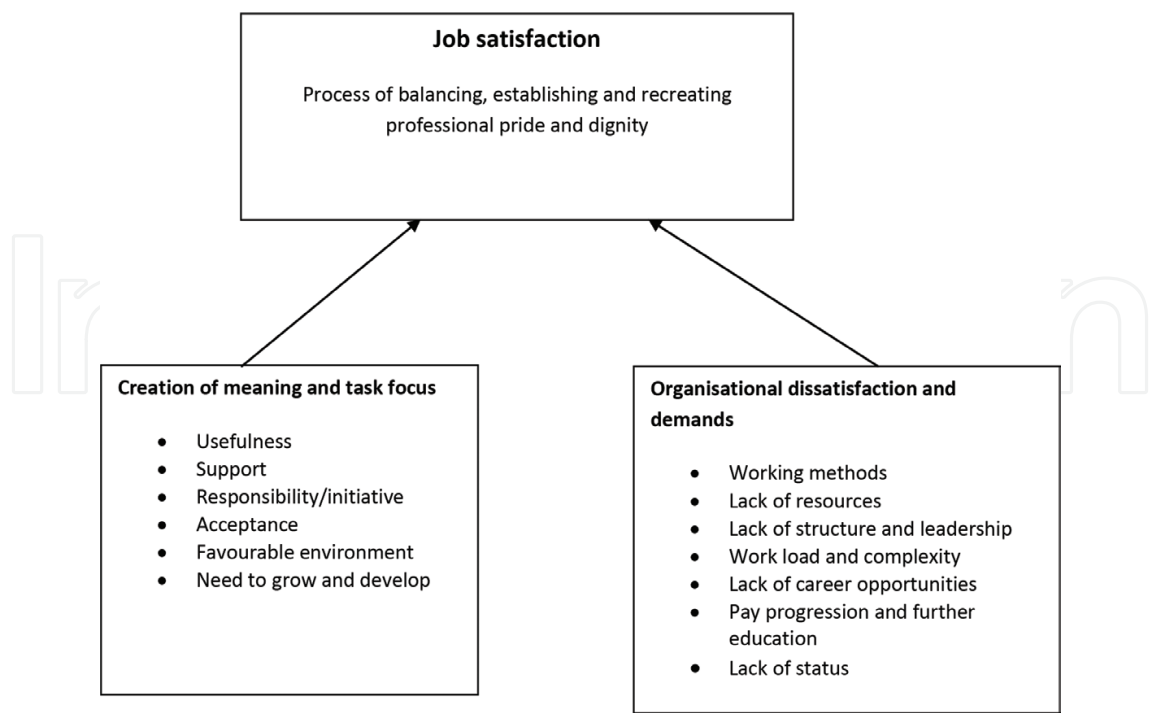 Job satisfaction
Process of balancing, establishing and recreating
professional pride and dignity
Creation of meaning and task focus
• Usefulness
• Support
• Responsibility/initiative
• Acceptance
• Favourable environment
• Need to grow and develop
Organisational dissatisfaction and
demands
• Working methods
• Lack of resources
• Lack of structure and leadership
• Work load and complexity
• Lack of career opportunities
• Pay progression and further
education
• Lack of status